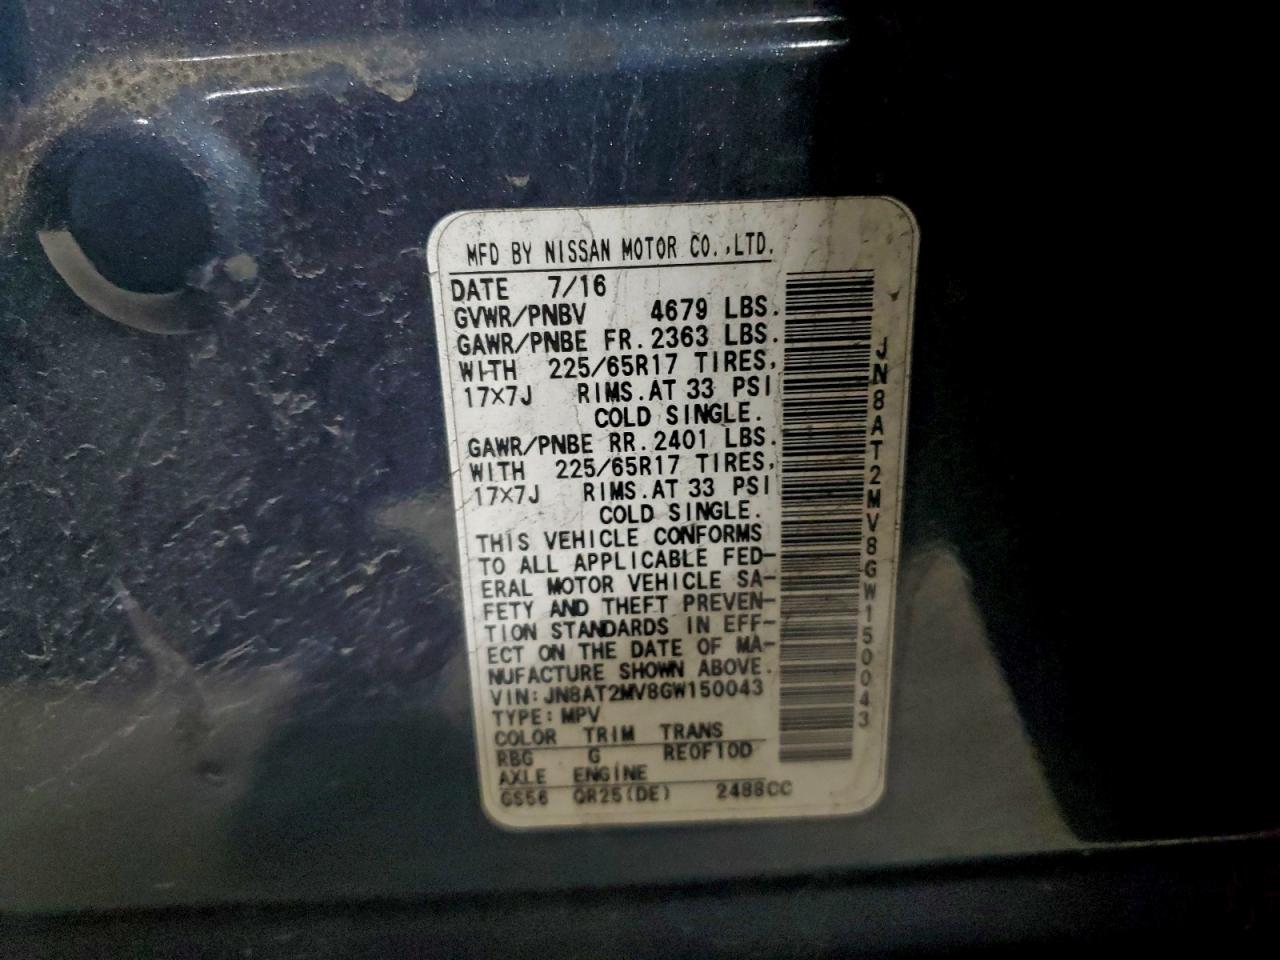 MFD BY NISSAN MOTOR CO.,LTD.
DATE 7/16
GVWR/PNBV 4679 LBS.
GAWR/PNBE FR. 2363 LBS.
WITH 225/65R17 TIRES,
17×7J RIMS. AT 33 PSI
COLD SINGLE.
GAWR/PNBE RR. 2401 LBS.
WITH 225/65R17 TIRES,
17×7J RIMS. AT 33 PSI
COLD SINGLE.
THIS VEHICLE CONFORMS
TO ALL APPLICABLE FED-
ERAL MOTOR VEHICLE SA-
FETY AND THEFT PREVEN-
TION STANDARDS IN EFF-
ECT ON THE DATE OF MA-
NUFACTURE SHOWN ABOVE.
VIN: JN8AT2MV8GW150043
TYPE: MPV
COLOR TRIM TRANS
RBG G RE0F10D
AXLE ENGINE
GS56 QR25(DE) 2488CC
JN8AT2MV8GW150043